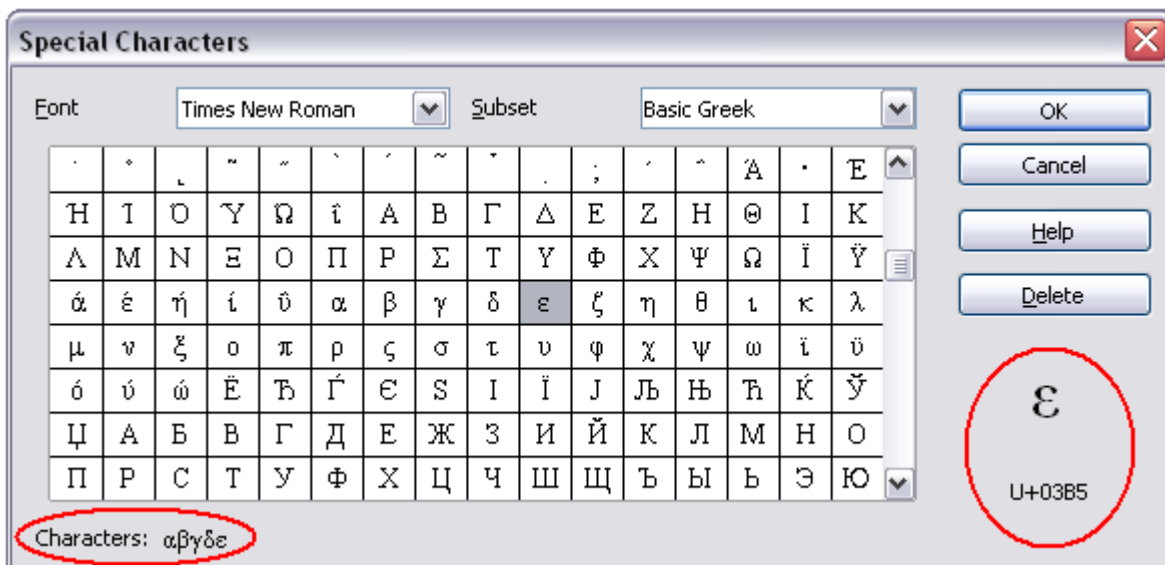 Special Characters
Font Times New Roman Subset Basic Greek OK
˙ ˚ ˛ ˜ ˝ ̀ ́ ̃ ̣ ; ΄ Ά · Έ Cancel
Ή Ί Ό Ύ Ώ ΐ Α Β Γ Δ Ε Ζ Η Θ Ι Κ
Help
Λ Μ Ν Ξ Ο Π Ρ Σ Τ Υ Φ Χ Ψ Ω Ϊ Ϋ
ά έ ή ί ΰ α β γ δ ε ζ η θ ι κ λ Delete
μ ν ξ ο π ρ ς σ τ υ φ χ ψ ω ϊ ϋ
ό ύ ώ Ё Ђ Ѓ Є Ѕ І Ї Ј Љ Њ Ћ Ќ Ў
ε
Џ А Б В Г Д Е Ж З И Й К Л М Н О
П Р С Т У Ф Х Ц Ч Ш Щ Ъ Ы Ь Э Ю
U+03B5
Characters: αβγδε